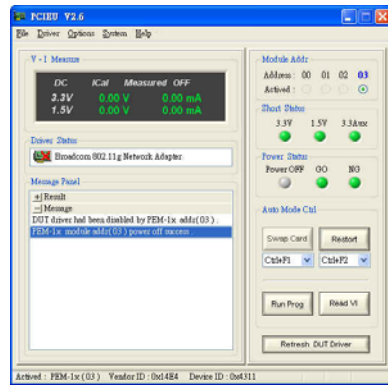 PCIEU V2.6
File Driver Options System Help
V - I Measure
DC ICal Measured OFF
3.3V 0.00 V 0.00 mA
1.5V 0.00 V 0.00 mA
Driver Status
Broadcom 802.11g Network Adapter
Message Panel
+| Result
-| Message
DUT driver had been disabled by PEM-1x addr( 03 ) .
PEM-1x module addr( 03 ) power off success .
Module Addr
Address : 00 01 02 03
Actived :
Short Status
3.3V 1.5V 3.3Aux
Power Status
Power OFF GO NG
Auto Mode Ctrl
Swap Card Restort
Ctrl+F1 Ctrl+F2
Run Prog Read VI
Refresh DUT Driver
Actived : PEM-1x ( 03 ) Vendor ID : 0x14E4 Device ID : 0x4311